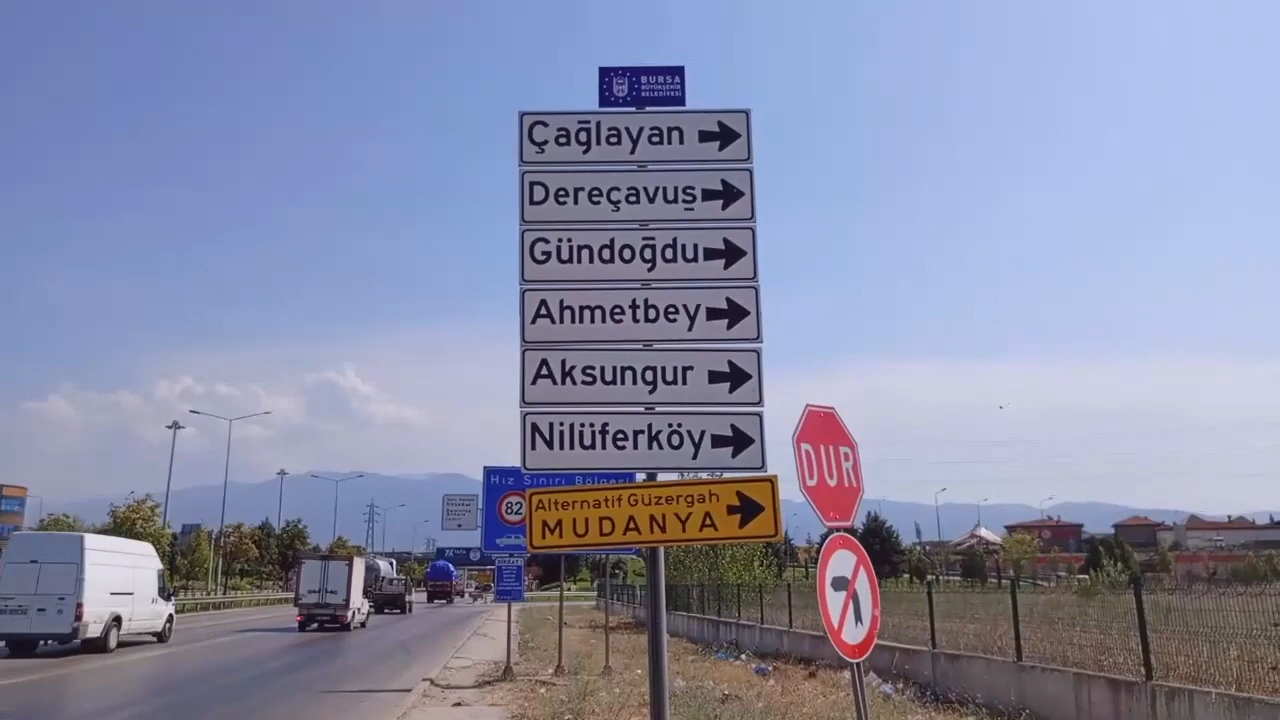 BURSA
BÜYÜKŞEHİR
BELEDİYESİ
Çağlayan
Dereçavuş
Gündoğdu
Ahmetbey
Aksungur
Nilüferköy
Alternatif Güzergah
MUDANYA
DUR
Hız Sınırı Bölgesi
82